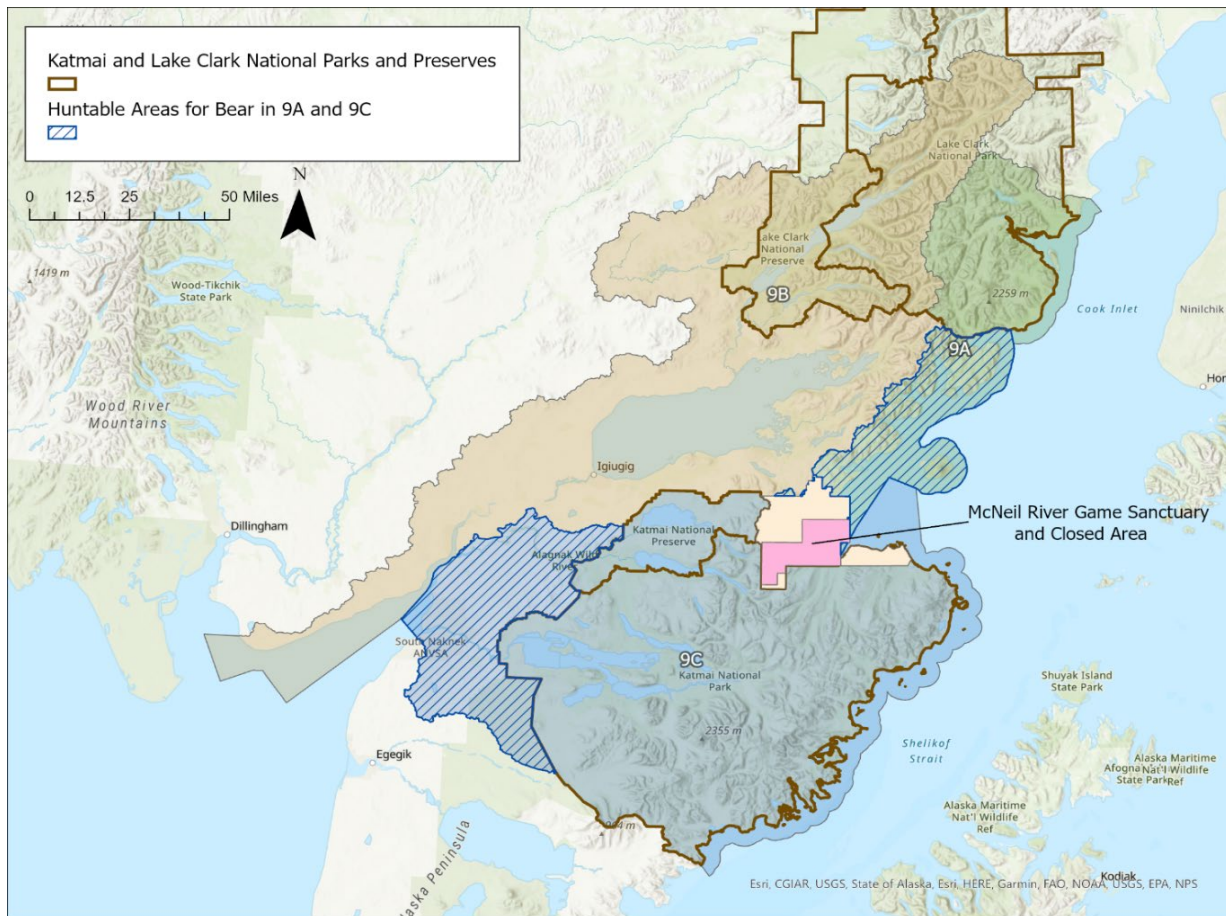 Katmai and Lake Clark National Parks and Preserves
Huntable Areas for Bear in 9A and 9C
N
0 12.5 25 50 Miles
1419 m
Wood-Tikchik
State Park
Wood River
Mountains
Lake Clark
National Park
Lake Clark
National
Preserve
9B
2259 m
Cook Inlet
Ninilchik
9A
Hom
Igiugig
Dillingham
Katmai National
Preserve
Alagnak Wild
River
McNeil River Game Sanctuary
and Closed Area
South Naknek
ANVSA
9C
Katmai National
Park
2355 m
Shuyak Island
State Park
Shelikof
Strait
Egegik
Alaska Maritime
Nat'l Wildlife
Ref
State Park
Alaska Maritime
Nat'l Wildlife
Ref
Kodiak
Esri, CGIAR, USGS, State of Alaska, Esri, HERE, Garmin, FAO, NOAA, USGS, EPA, NPS